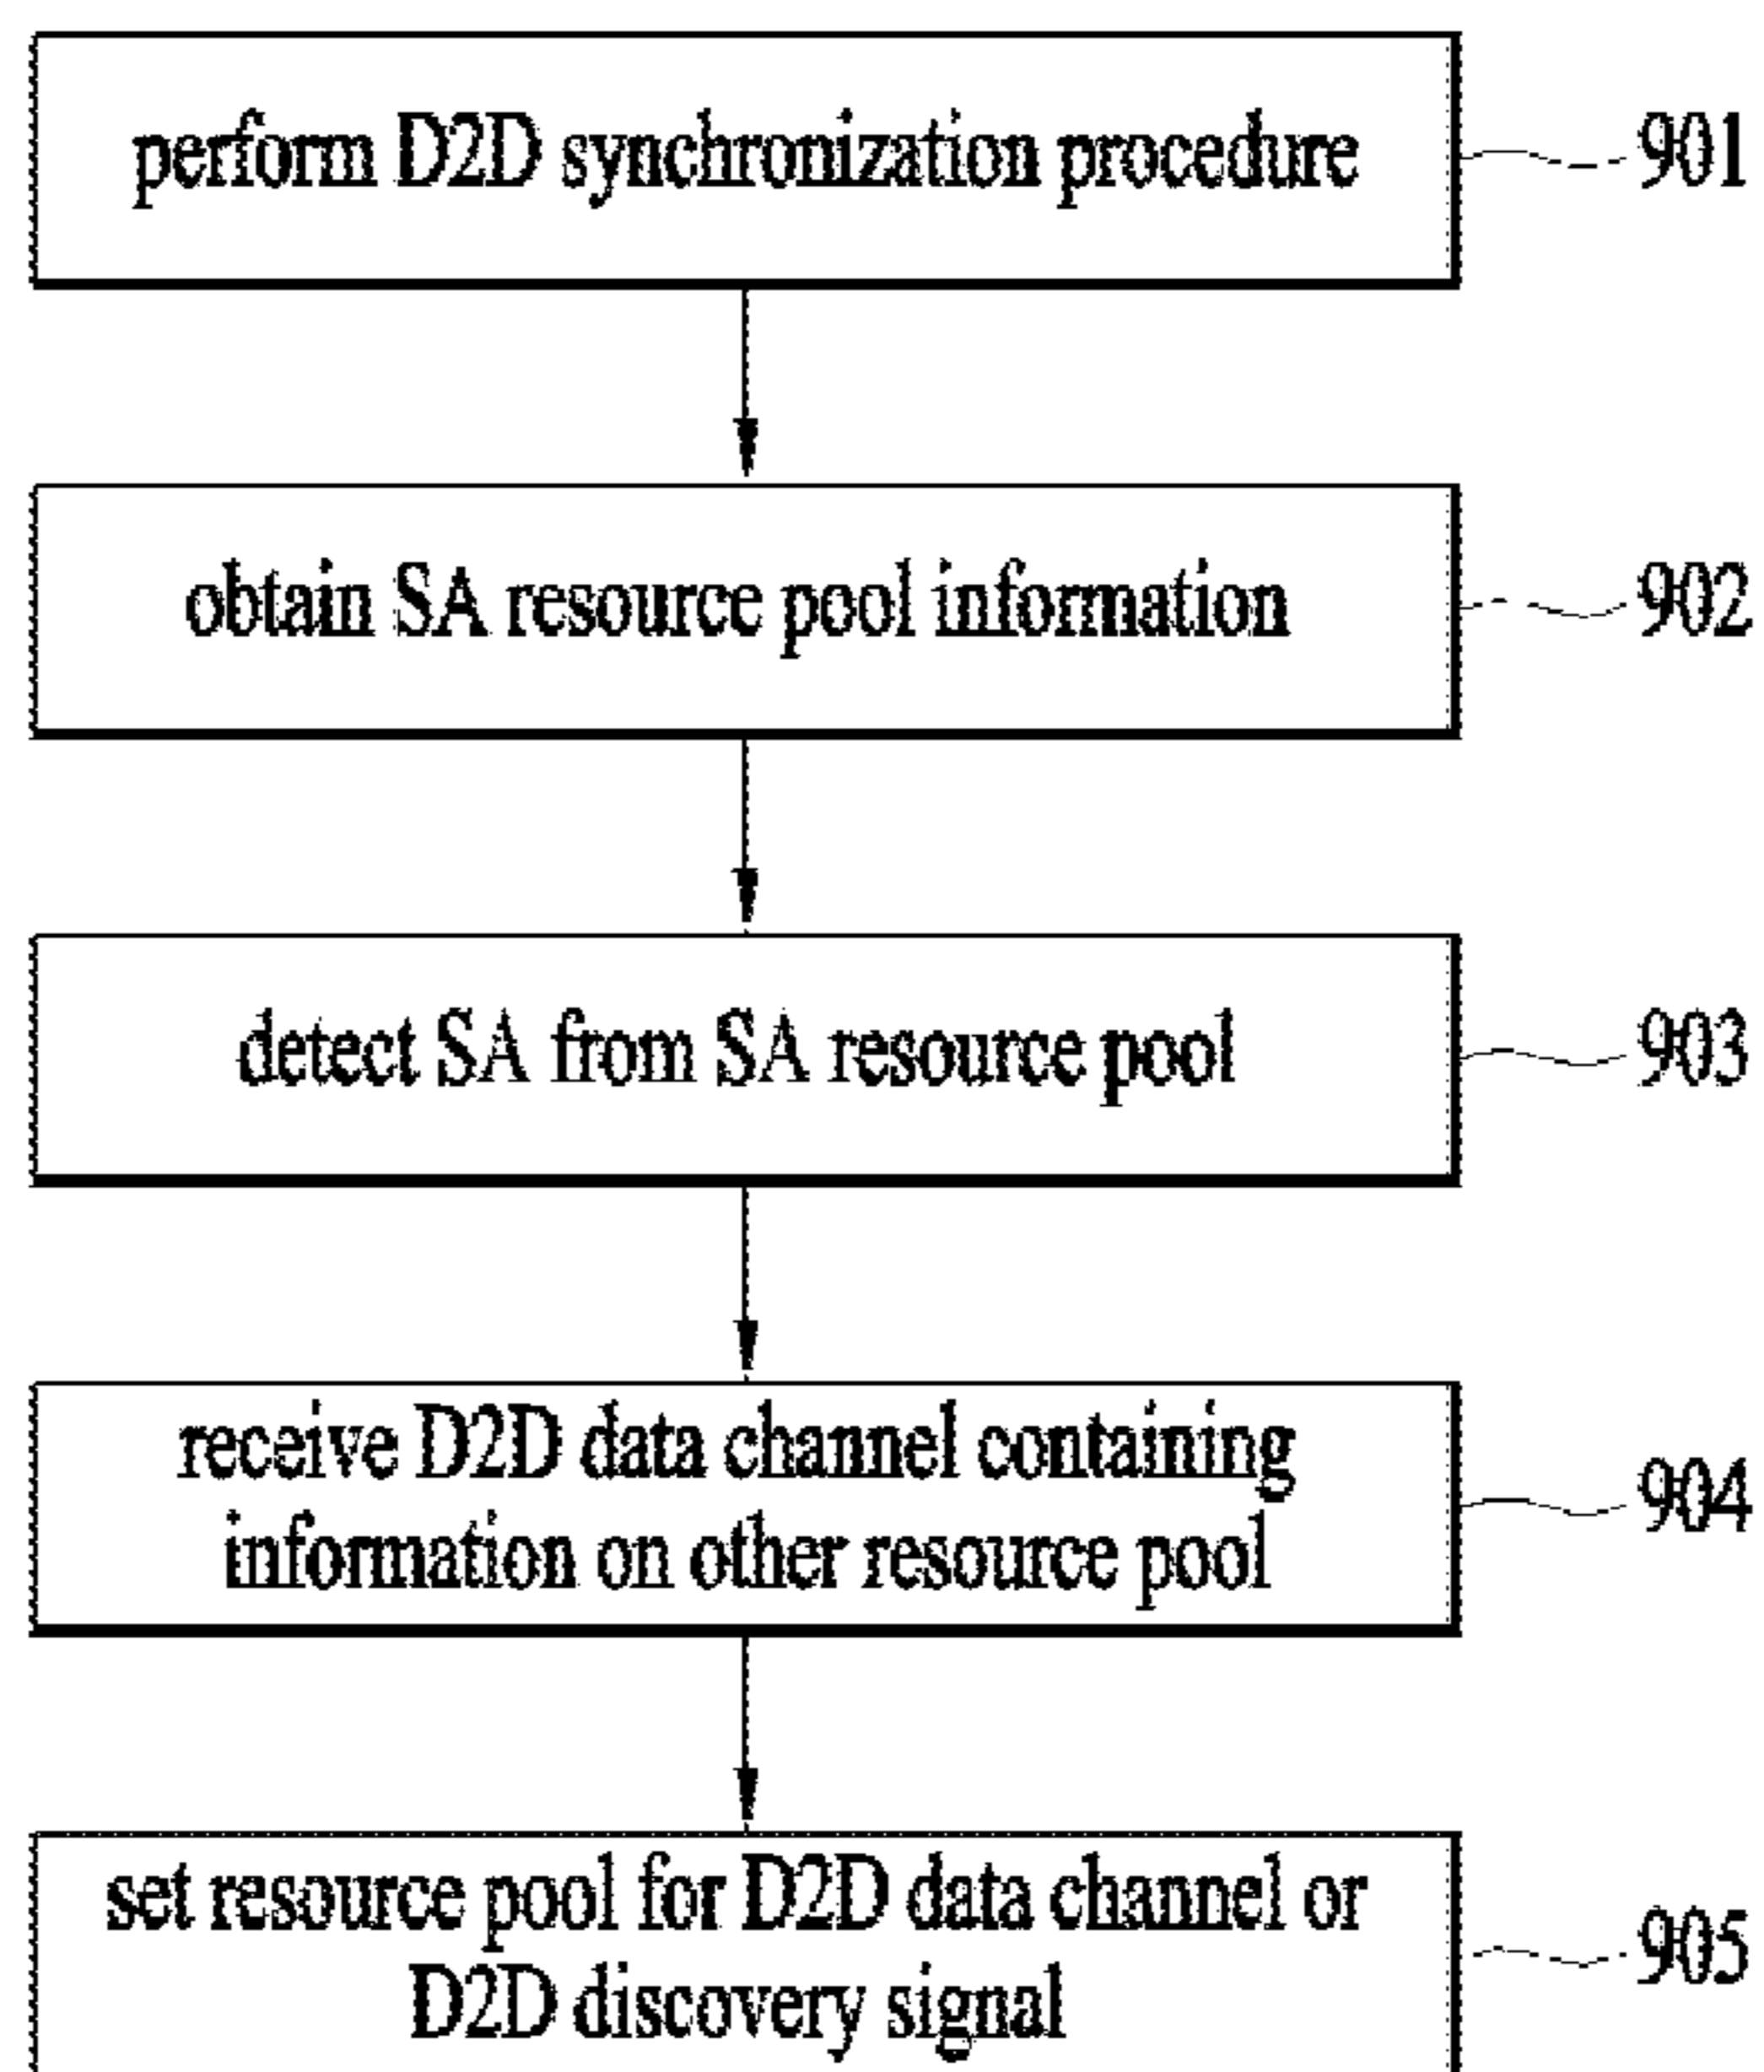 perform D2D synchronization procedure
901
obtain SA resource pool information
902
detect SA from SA resource pool
903
receive D2D data channel containing
information on other resource pool
904
set resource pool for D2D data channel or
D2D discovery signal
905